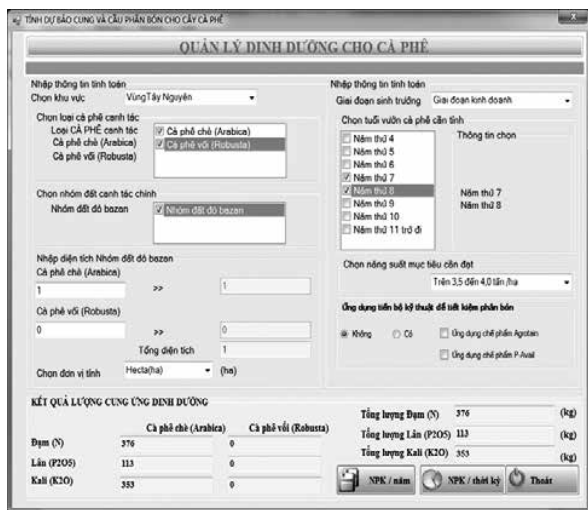 TÍNH DỰ BÁO CUNG VÀ CẦU PHÂN BÓN CHO CÂY CÀ PHÊ
QUẢN LÝ DINH DƯỠNG CHO CÀ PHÊ
Nhập thông tin tính toán
Chọn khu vực VùngTây Nguyên
Chọn loại cà phê canh tác
Loại CÀ PHÊ canh tác
Cà phê chè (Arabica)
Cà phê vối (Robusta)
Cà phê chè (Arabica)
Cà phê vối (Robusta)
Chọn nhóm đất canh tác chính
Nhóm đất đỏ bazan Nhóm đất đỏ bazan
Nhập diện tích Nhóm đất đỏ bazan
Cà phê chè (Arabica)
1 >> 1
Cà phê vối (Robusta)
0 >> 0
Tổng diện tích 1
Chọn đơn vị tính Hecta(ha) (ha)
Nhập thông tin tính toán
Giai đoạn sinh trưởng Giai đoạn kinh doanh
Chọn tuổi vườn cà phê cần tính
Năm thứ 4
Năm thứ 5
Năm thứ 6
Năm thứ 7
Năm thứ 8
Năm thứ 9
Năm thứ 10
Năm thứ 11 trở đi
Thông tin chọn
Năm thứ 7
Năm thứ 8
Chọn năng suất mục tiêu cần đạt
Trên 3,5 đến 4,0 tấn /ha
Ứng dụng tiến bộ kỹ thuật để tiết kiệm phân bón
Không Có Ứng dụng chế phẩm Agrotain
Ứng dụng chế phẩm P-Avail
KẾT QUẢ LƯỢNG CUNG ỨNG DINH DƯỠNG
Cà phê chè (Arabica) Cà phê vối (Robusta)
Đạm (N) 376 0
Lân (P2O5) 113 0
Kali (K2O) 353 0
Tổng lượng Đạm (N) 376 (kg)
Tổng lượng Lân (P2O5) 113 (kg)
Tổng lượng Kali (K2O) 353 (kg)
NPK / năm NPK / thời kỳ Thoát